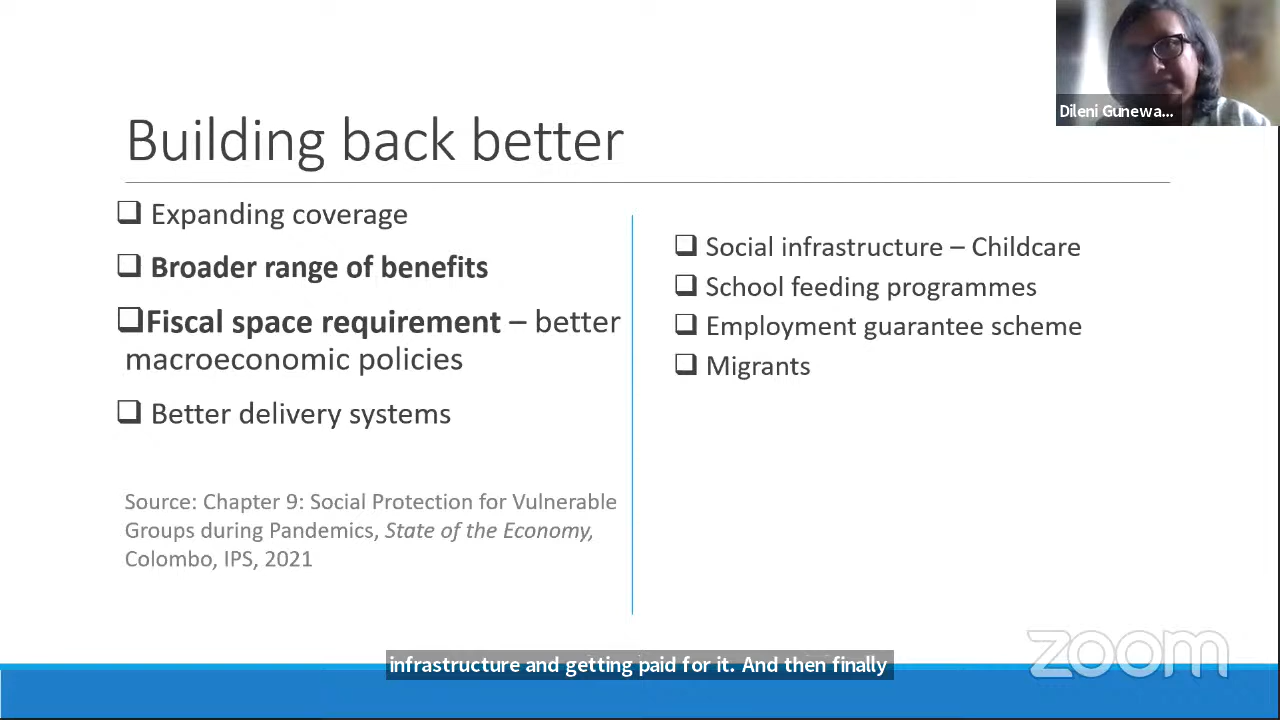 Dileni Gunewa...
Building back better
❑ Expanding coverage
❑ Broader range of benefits
❑Fiscal space requirement – better
macroeconomic policies
❑ Better delivery systems
Source: Chapter 9: Social Protection for Vulnerable
Groups during Pandemics, State of the Economy,
Colombo, IPS, 2021
❑ Social infrastructure – Childcare
❑ School feeding programmes
❑ Employment guarantee scheme
❑ Migrants
zoom
infrastructure and getting paid for it. And then finally